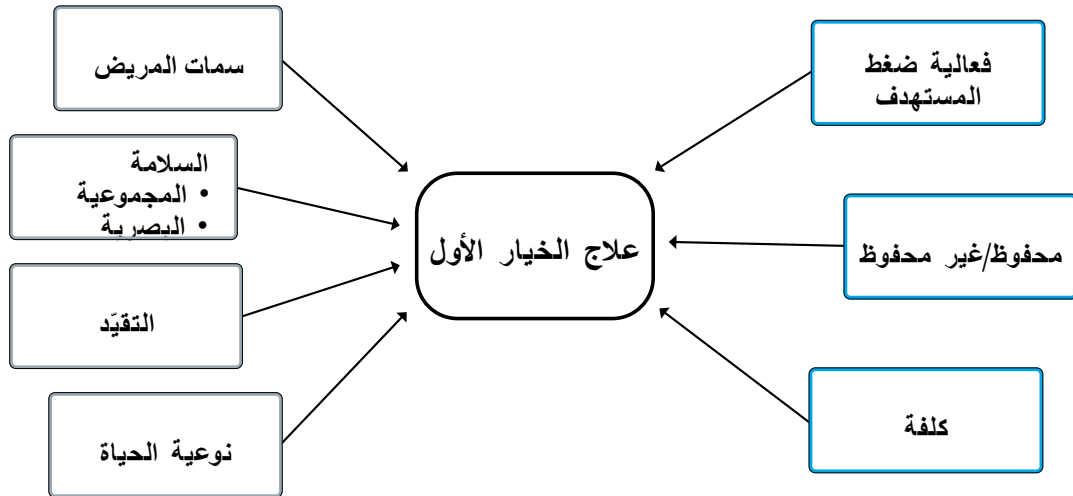 سمات المريض
فعالية ضغط
المستهدف
السلامة
• المجموعية
• البصرية
علاج الخيار الأول
محفوظ/غير محفوظ
التقيّد
كلفة
نوعية الحياة